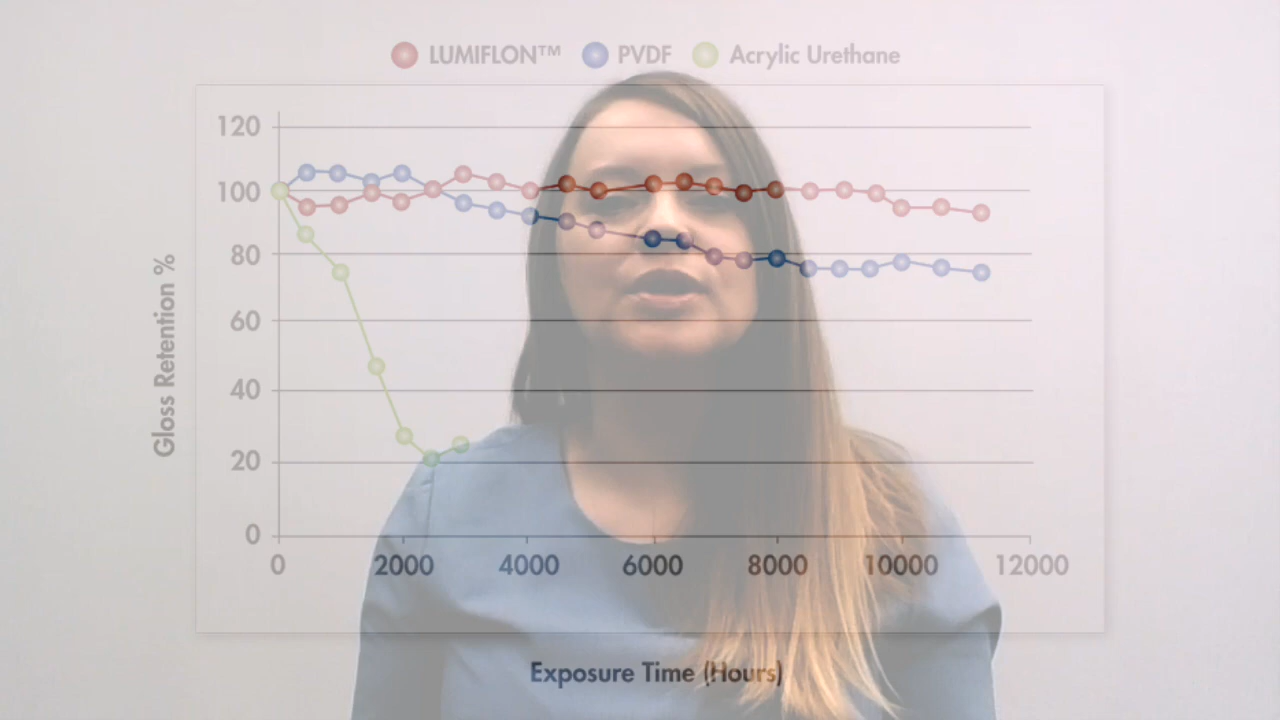 LUMIFLON™ PVDF Acrylic Urethane
120
100
80
60
40
20
0
Gloss Retention %
0 2000 4000 6000 8000 10000 12000
Exposure Time (Hours)